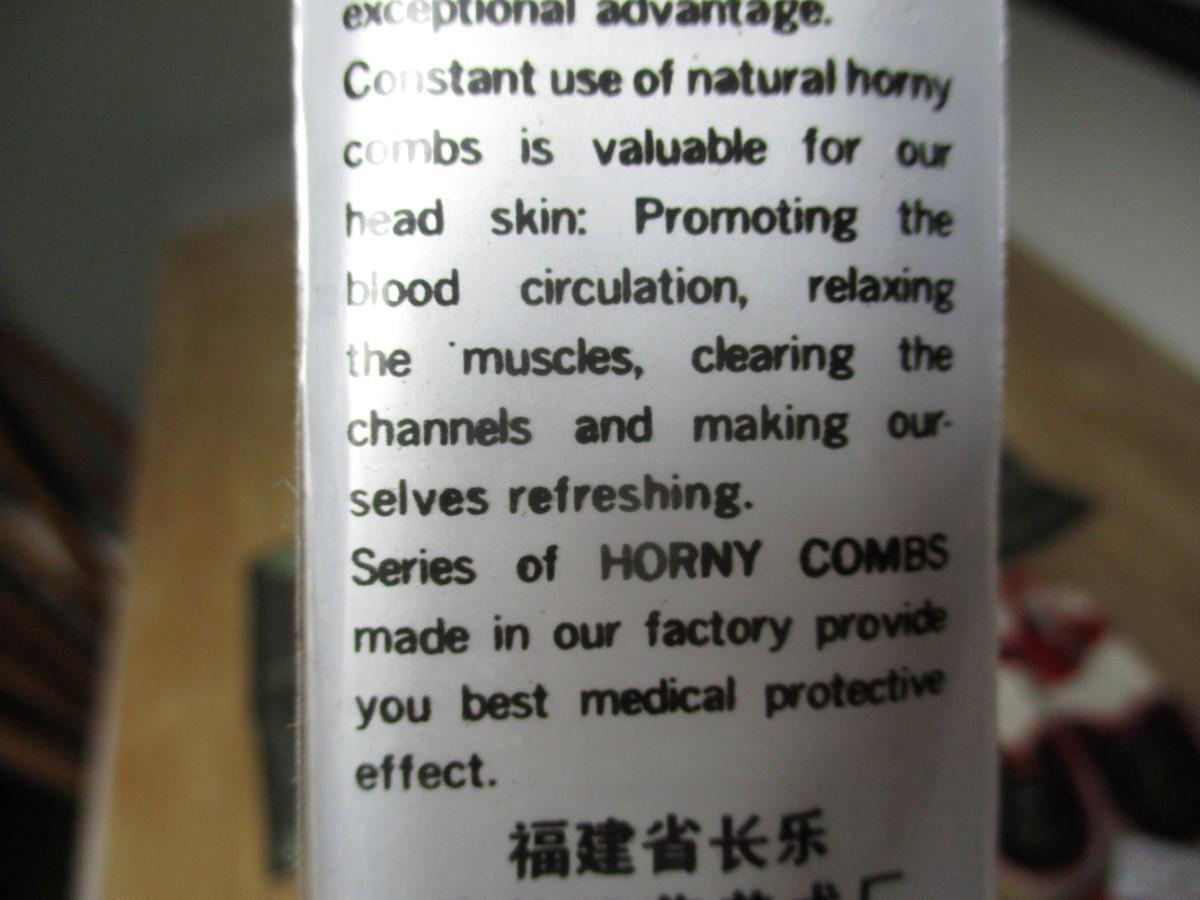 exceptional advantage.
Constant use of natural horny
combs is valuable for our
head skin: Promoting the
blood circulation, relaxing
the muscles, clearing the
channels and making our-
selves refreshing.
Series of HORNY COMBS
made in our factory provide
you best medical protective
effect.
福建省长乐